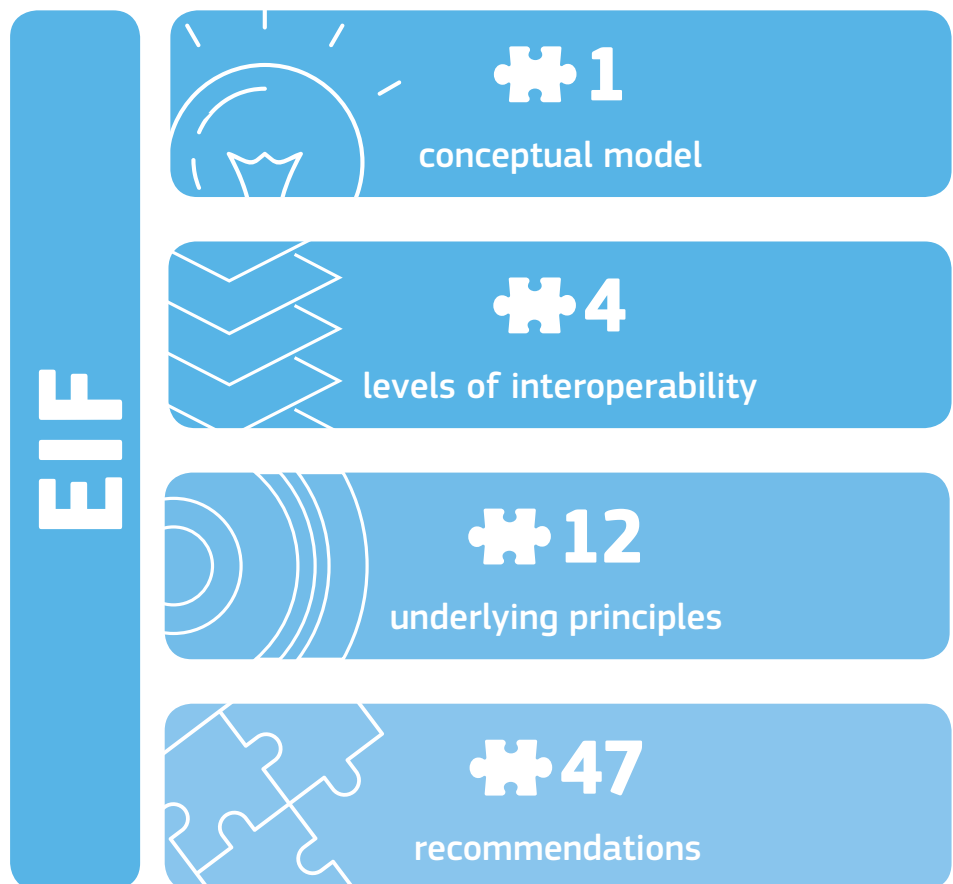 EIF
1
conceptual model
4
levels of interoperability
12
underlying principles
47
recommendations